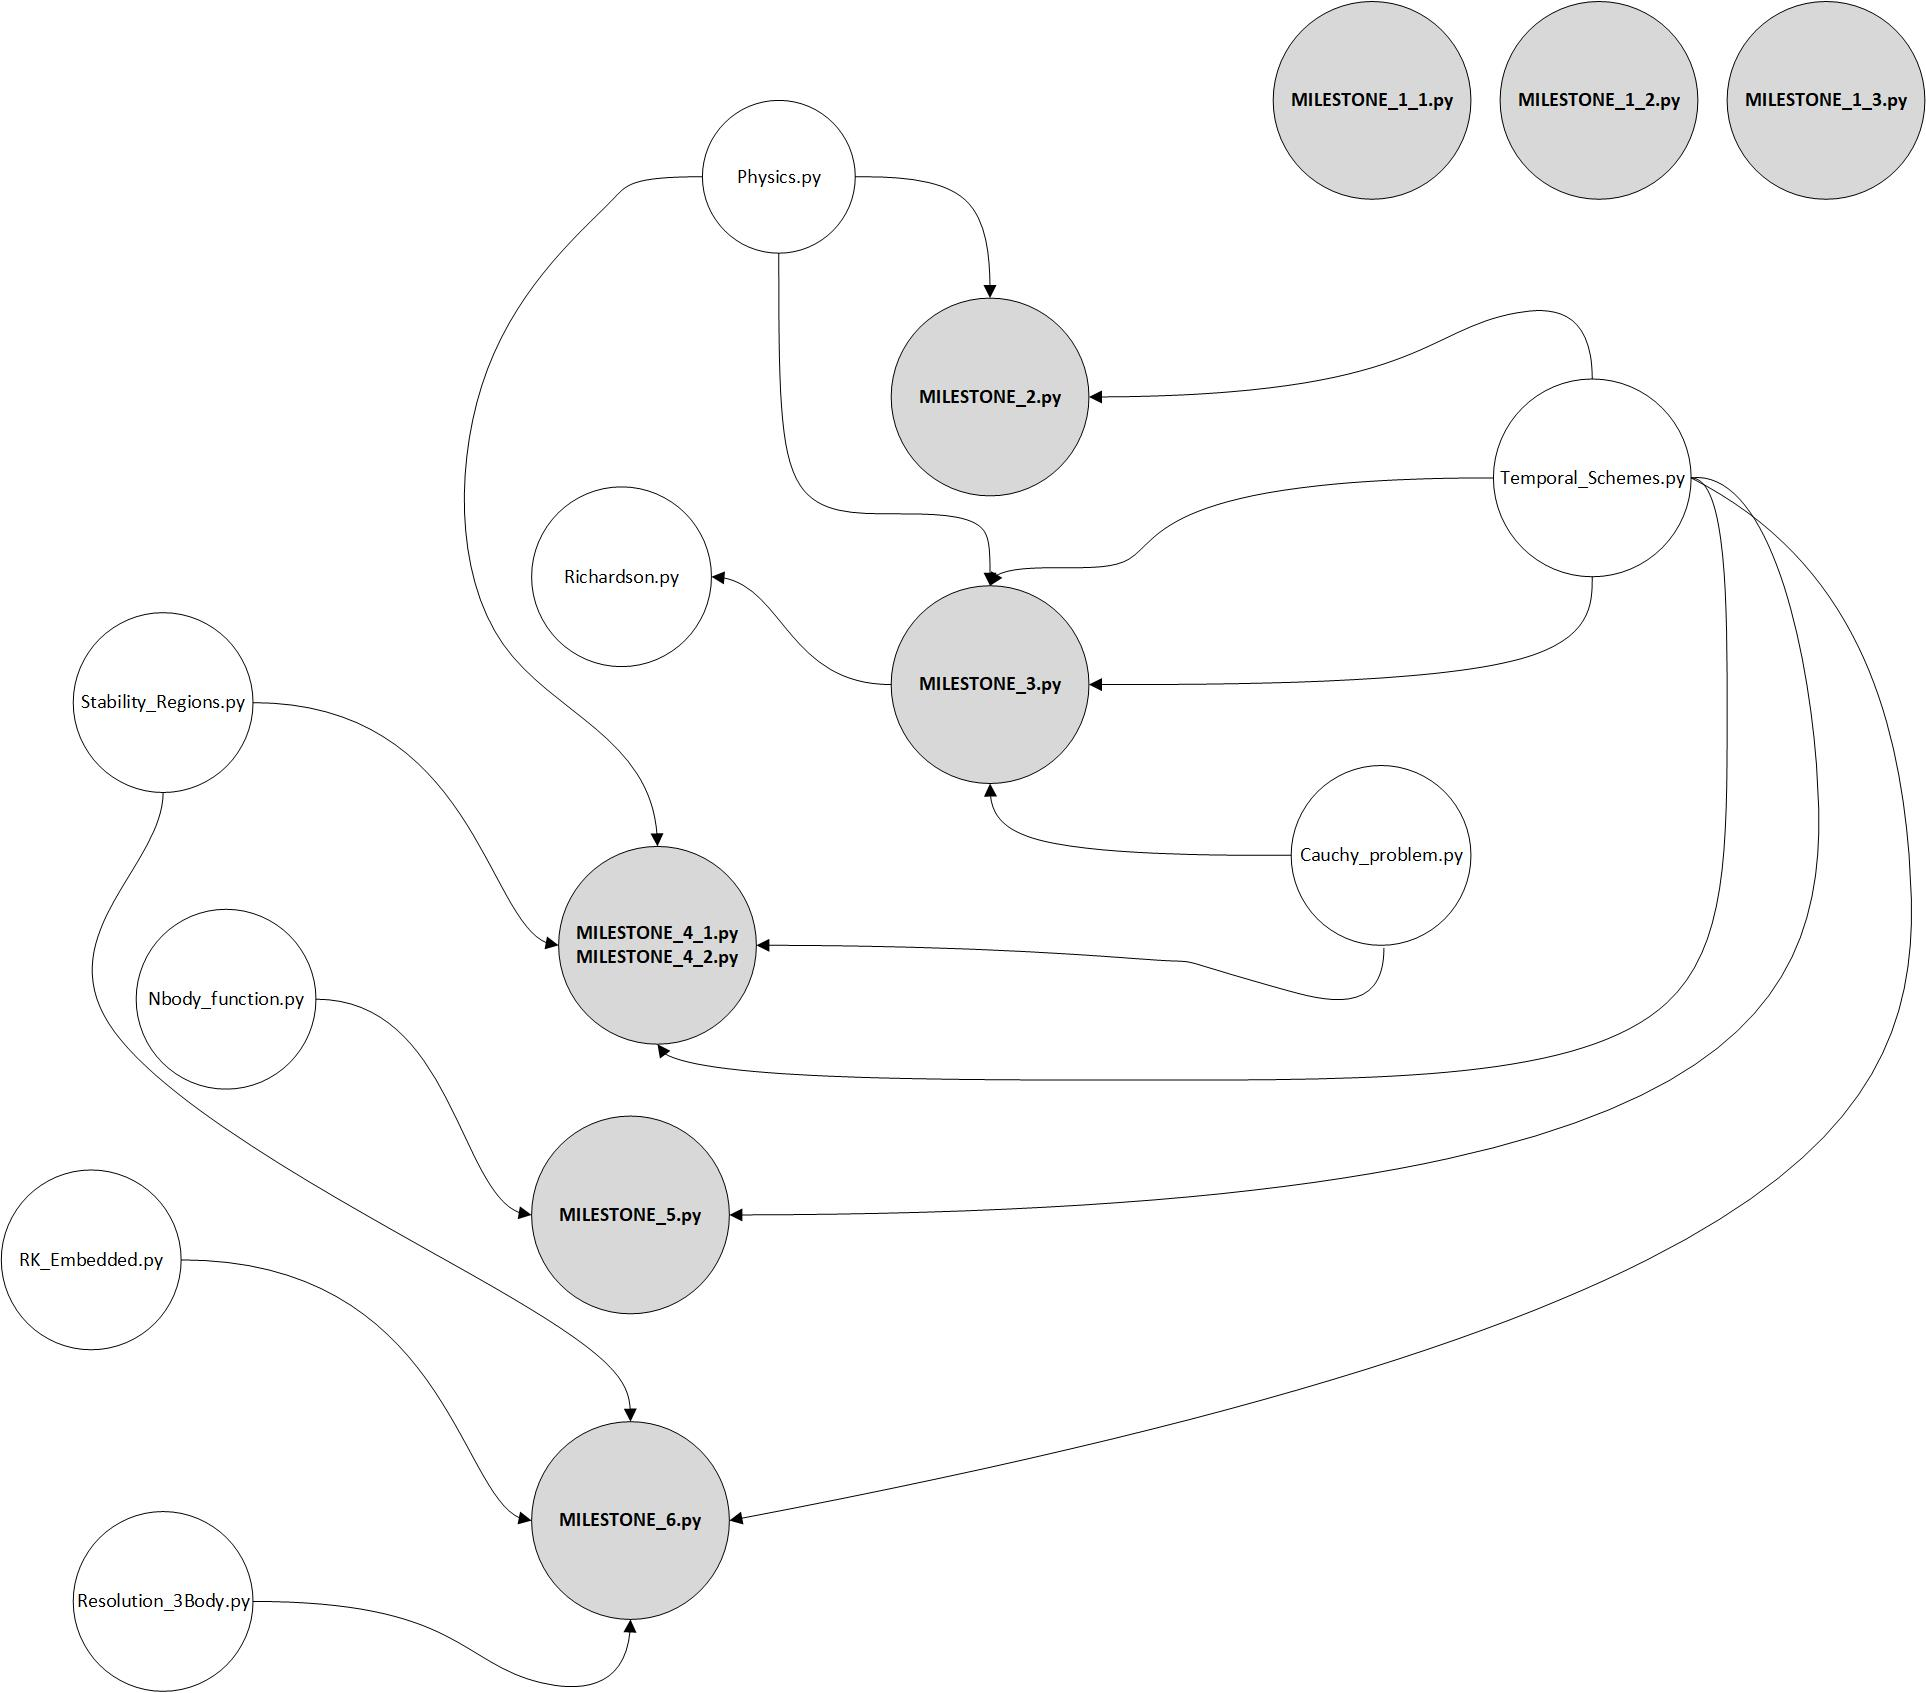 MILESTONE_1_1.py
MILESTONE_1_2.py
MILESTONE_1_3.py
Physics.py
MILESTONE_2.py
Temporal_Schemes.py
Richardson.py
MILESTONE_3.py
Stability_Regions.py
Cauchy_problem.py
MILESTONE_4_1.py
MILESTONE_4_2.py
Nbody_function.py
MILESTONE_5.py
RK_Embedded.py
MILESTONE_6.py
Resolution_3Body.py